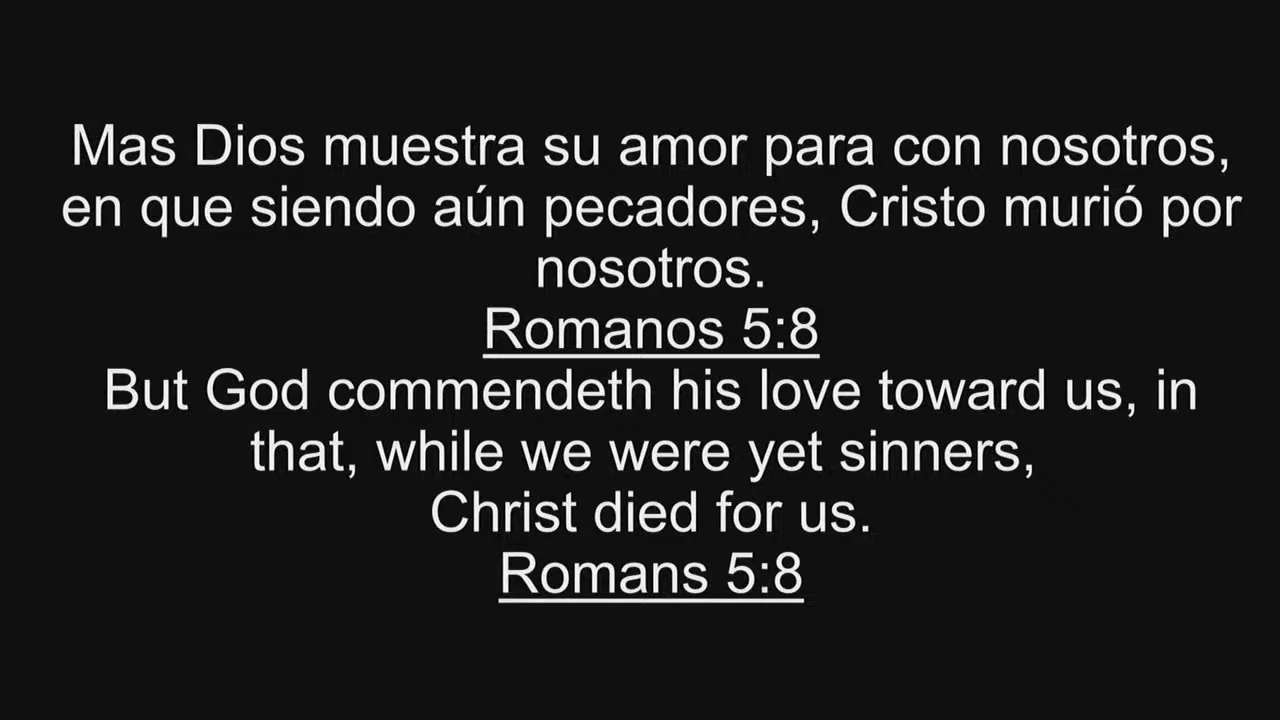 Mas Dios muestra su amor para con nosotros,
en que siendo aún pecadores, Cristo murió por
nosotros.
Romanos 5:8
But God commendeth his love toward us, in
that, while we were yet sinners,
Christ died for us.
Romans 5:8